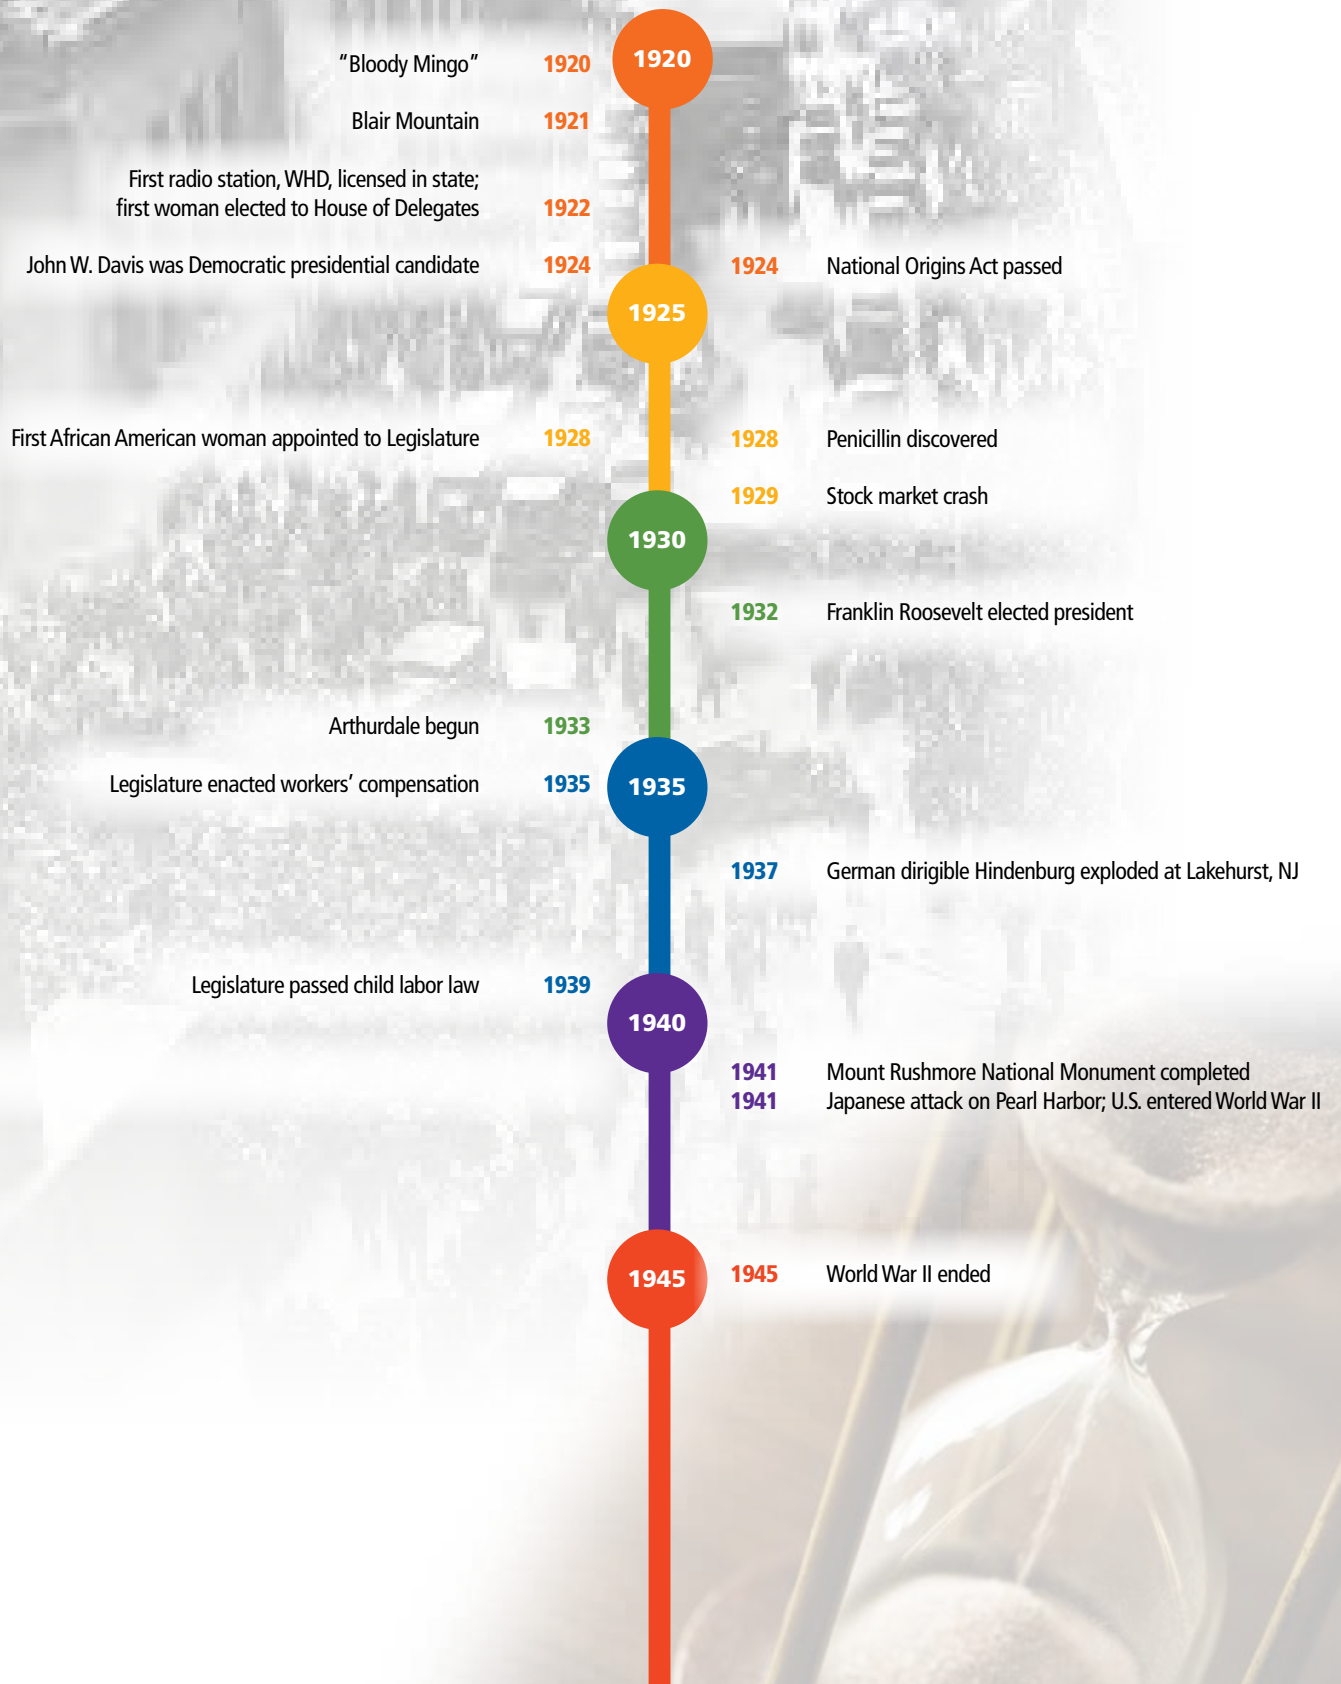 "Bloody Mingo" 1920
1920
Blair Mountain 1921
First radio station, WHD, licensed in state;
first woman elected to House of Delegates 1922
John W. Davis was Democratic presidential candidate 1924
1924 National Origins Act passed
1925
First African American woman appointed to Legislature 1928
1928 Penicillin discovered
1929 Stock market crash
1930
1932 Franklin Roosevelt elected president
Arthurdale begun 1933
Legislature enacted workers' compensation 1935
1935
1937 German dirigible Hindenburg exploded at Lakehurst, NJ
Legislature passed child labor law 1939
1940
1941 Mount Rushmore National Monument completed
1941 Japanese attack on Pearl Harbor; U.S. entered World War II
1945
1945 World War II ended